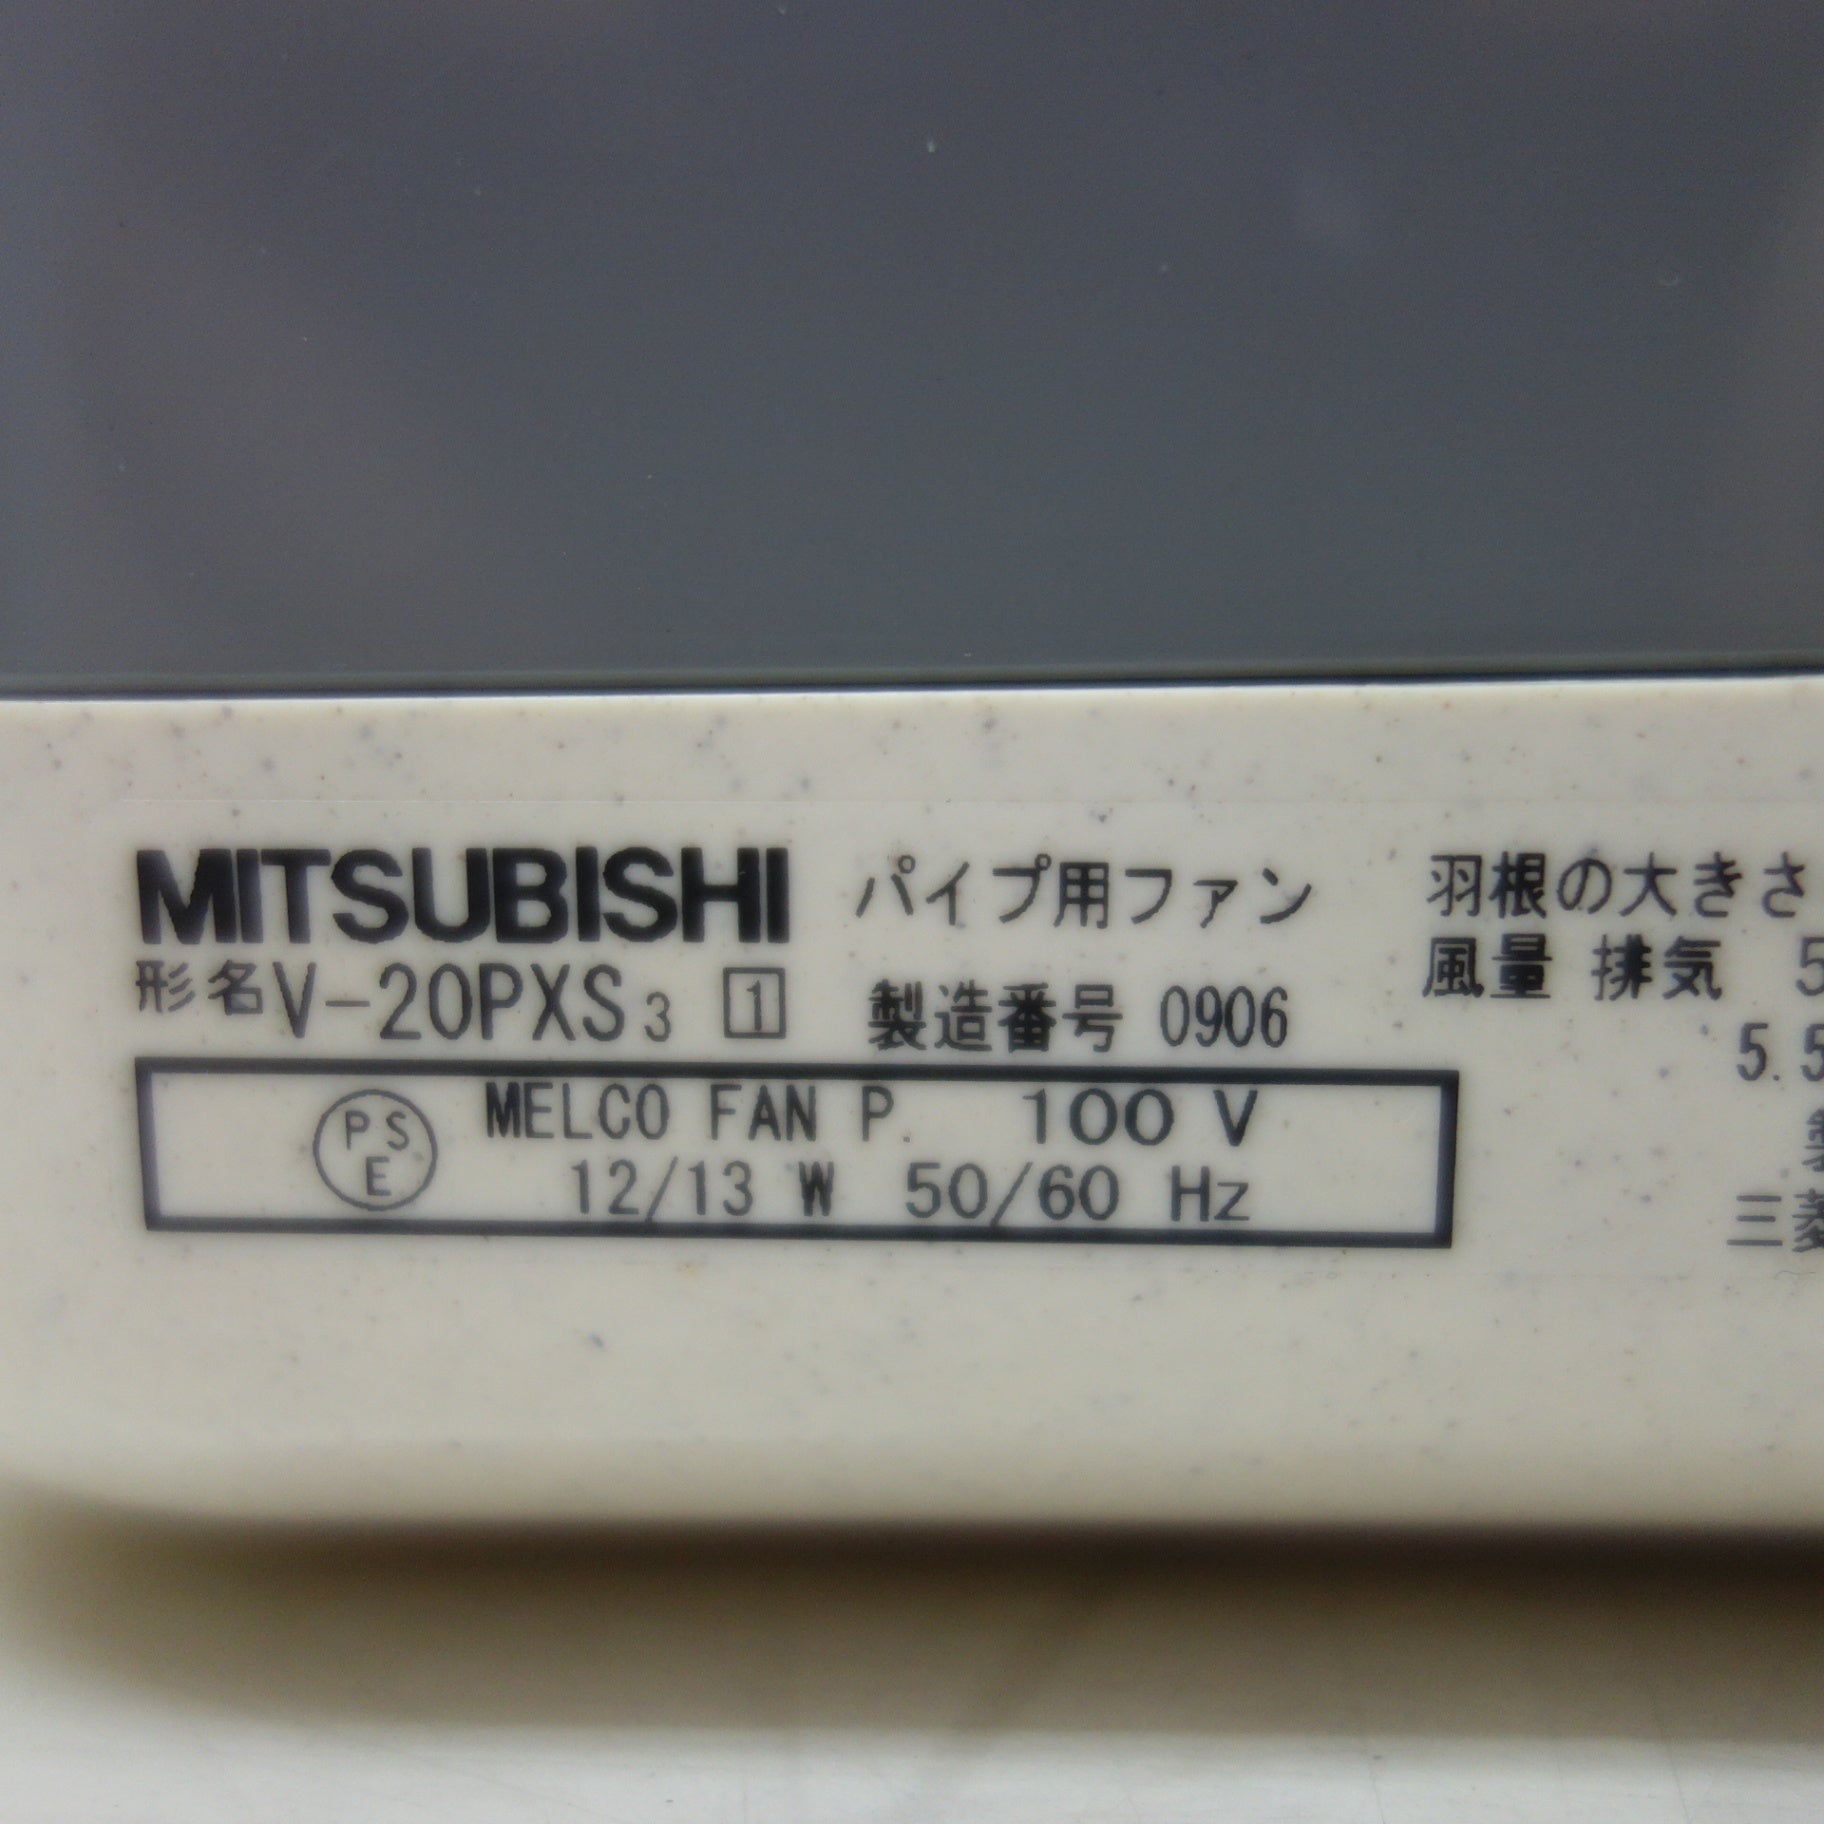 MITSUBISHI パイプ用ファン 羽根の大きさ
形名 V-20PXS3 1 製造番号 0906 風量 排気 5
5.5
PSE MELCO FAN P. 100 V
12/13 W 50/60 Hz
三菱